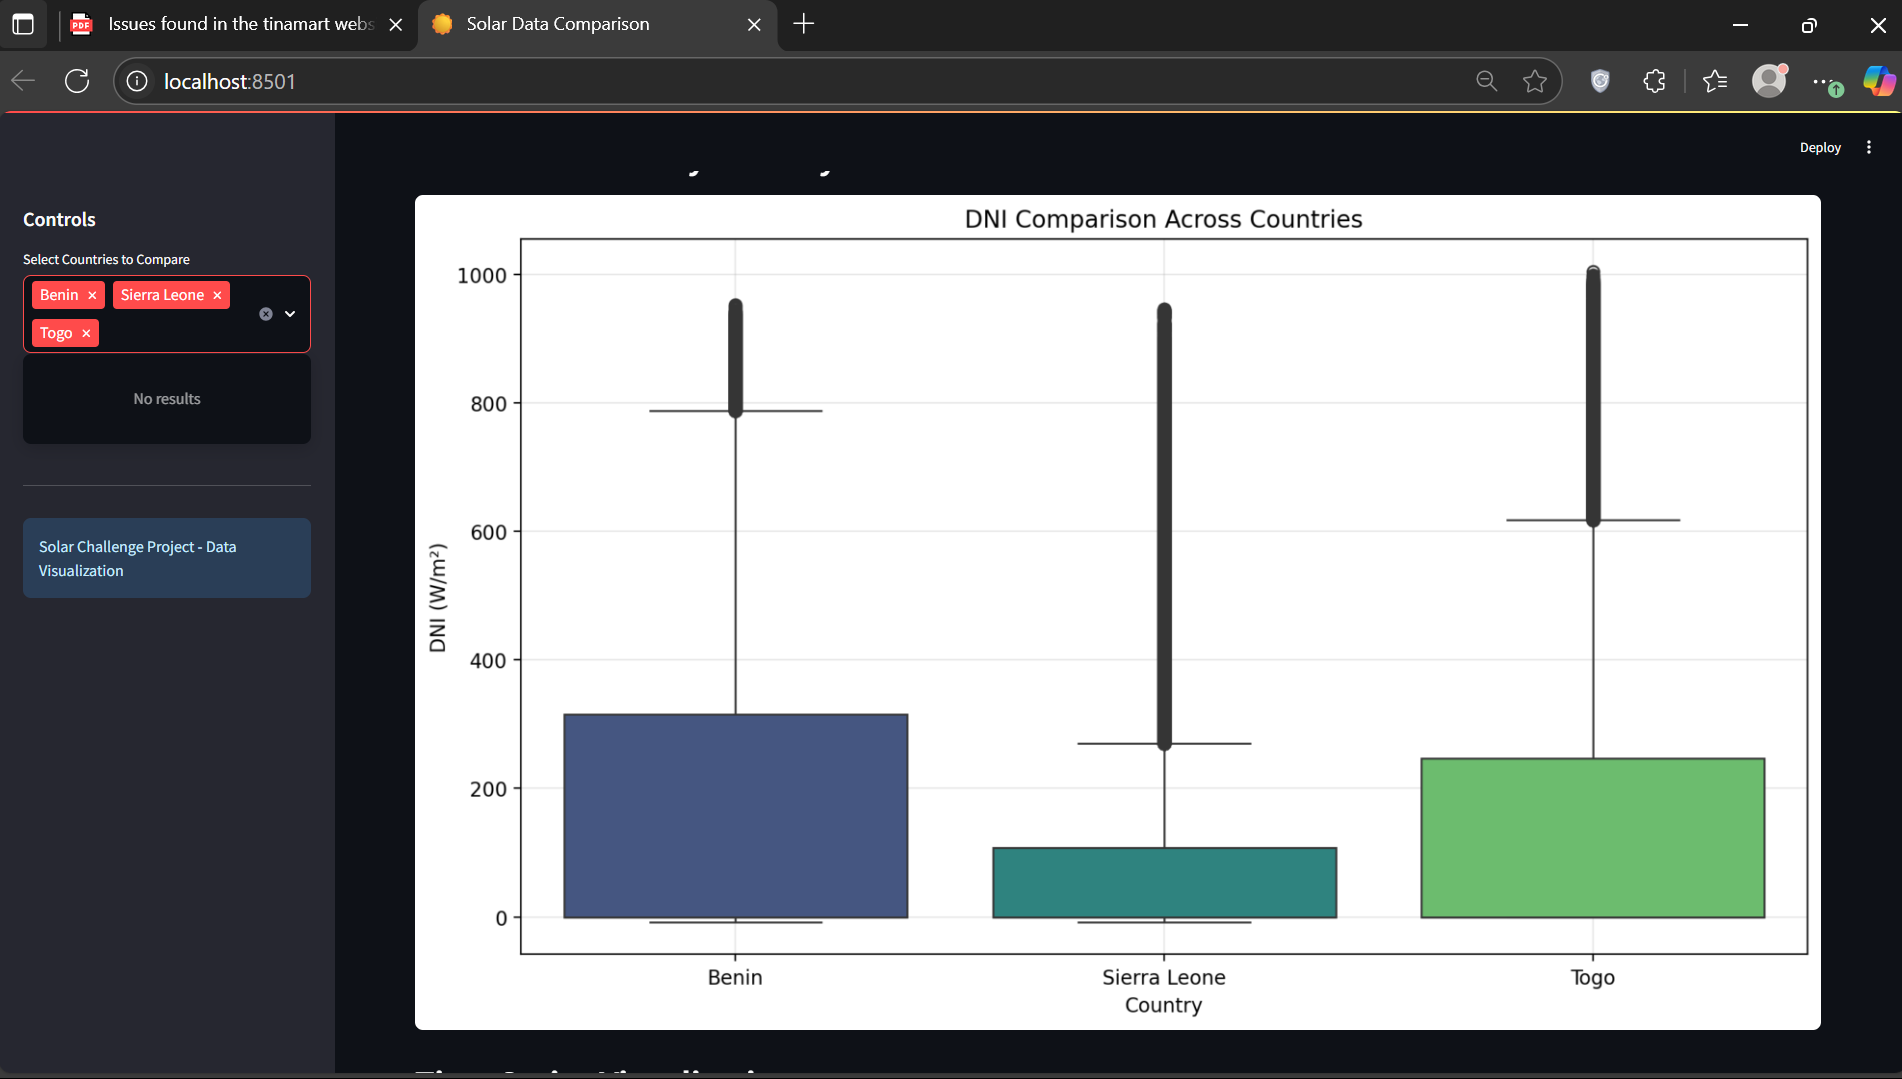 Issues found in the tinamart webs
Solar Data Comparison
localhost:8501
Deploy
Controls
Select Countries to Compare
Benin
Sierra Leone
Togo
No results
Solar Challenge Project - Data
Visualization
DNI Comparison Across Countries
1000
800
600
400
200
0
DNI (W/m²)
Benin
Sierra Leone
Togo
Country